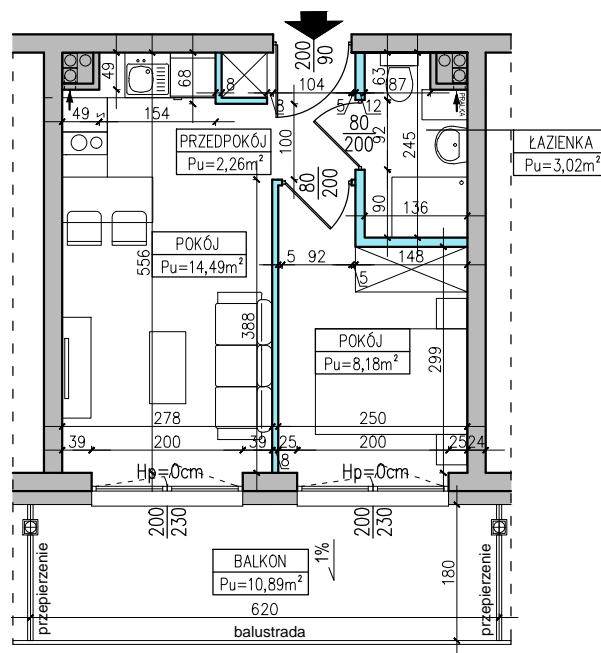 200
90
49
68
8
104
63
87
49
154
8
5
12
PRALKA
PRZEDPOKÓJ
Pu=2,26m²
100
80
200
92
245
ŁAZIENKA
Pu=3,02m²
80
200
90
136
POKÓJ
Pu=14,49m²
556
5
92
148
5
388
POKÓJ
Pu=8,18m²
299
278
250
39
200
39
25
200
25
24
8
Hp=0cm
Hp=0cm
200
230
200
230
przepierzenie
BALKON
Pu=10,89m²
1%
180
przepierzenie
620
balustrada